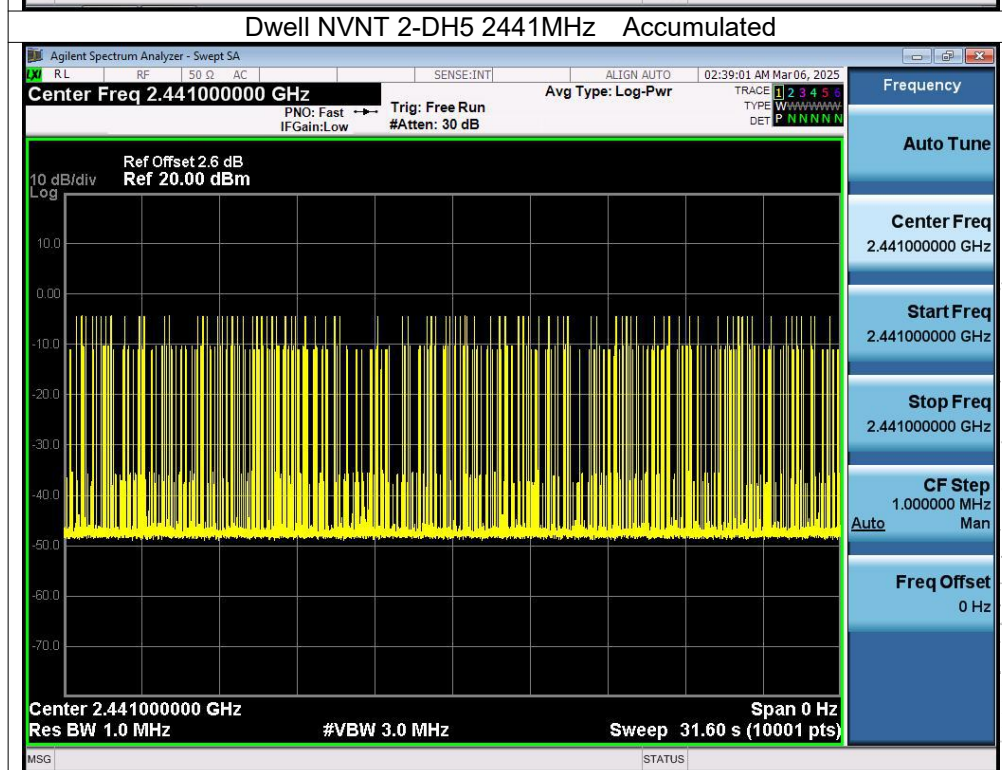 Dwell NVNT 2-DH5 2441MHz Accumulated
Agilent Spectrum Analyzer - Swept SA
LXI RL RF 50 Ω AC SENSE:INT ALIGN AUTO 02:39:01 AM Mar 06, 2025
Center Freq 2.441000000 GHz
PNO: Fast
IFGain:Low
Trig: Free Run
#Atten: 30 dB
Avg Type: Log-Pwr
TRACE 1 2 3 4 5 6
TYPE WWWWWW
DET P N N N N N
Ref Offset 2.6 dB
10 dB/div Ref 20.00 dBm
Log
10.0
0.00
-10.0
-20.0
-30.0
-40.0
-50.0
-60.0
-70.0
Center 2.441000000 GHz Span 0 Hz
Res BW 1.0 MHz #VBW 3.0 MHz Sweep 31.60 s (10001 pts)
MSG STATUS
Frequency
Auto Tune
Center Freq
2.441000000 GHz
Start Freq
2.441000000 GHz
Stop Freq
2.441000000 GHz
CF Step
1.000000 MHz
Auto Man
Freq Offset
0 Hz